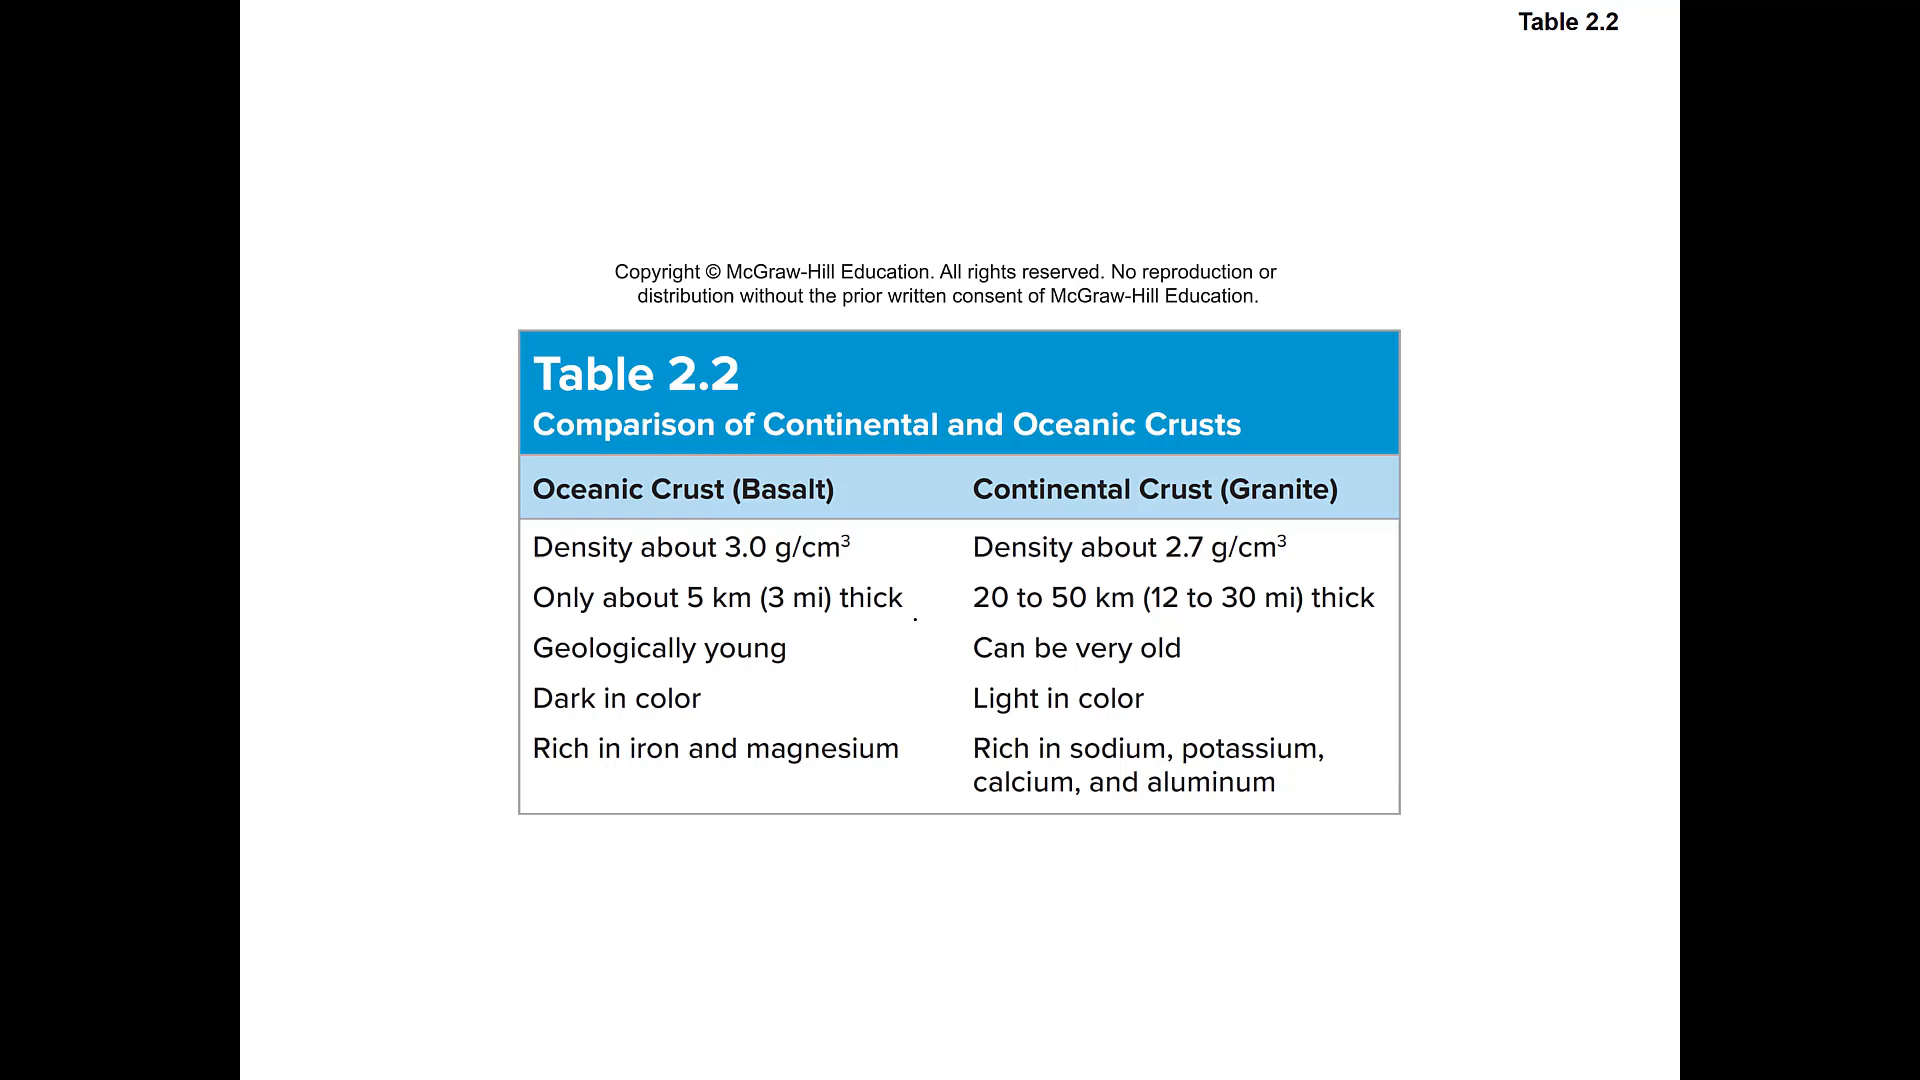 Table 2.2
Copyright © McGraw-Hill Education. All rights reserved. No reproduction or
distribution without the prior written consent of McGraw-Hill Education.
Table 2.2
Comparison of Continental and Oceanic Crusts
Oceanic Crust (Basalt) Continental Crust (Granite)
Density about 3.0 g/cm³ Density about 2.7 g/cm³
Only about 5 km (3 mi) thick 20 to 50 km (12 to 30 mi) thick
Geologically young Can be very old
Dark in color Light in color
Rich in iron and magnesium Rich in sodium, potassium,
calcium, and aluminum